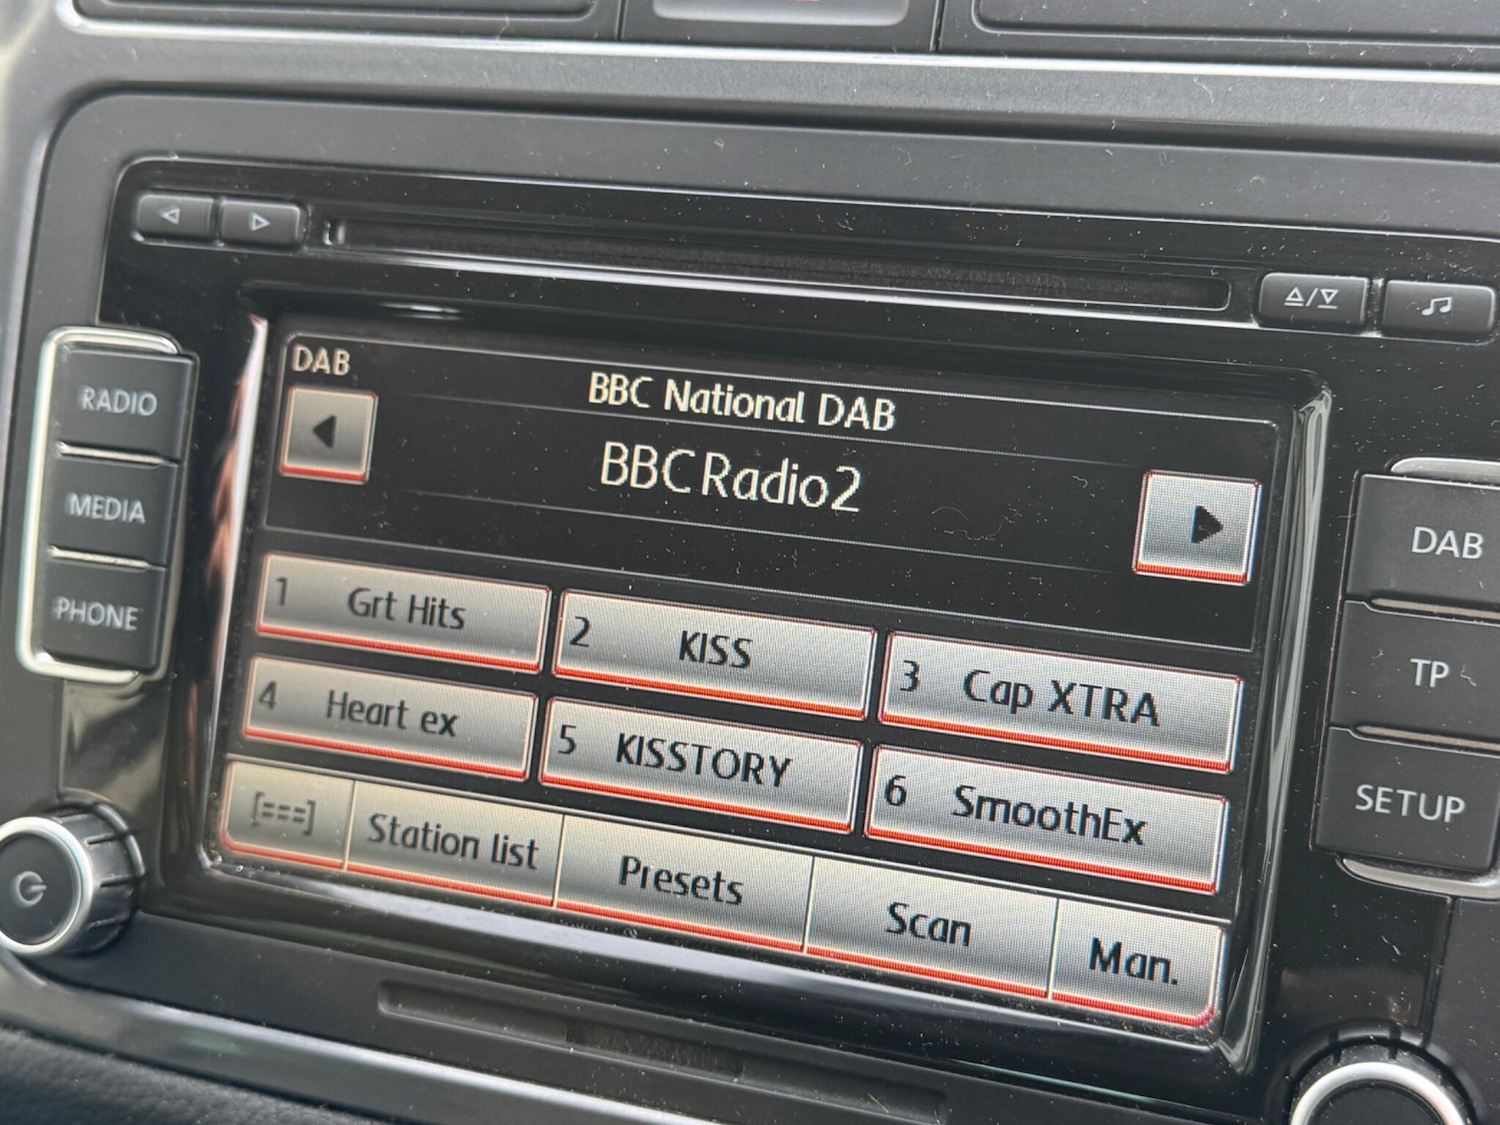 DAB
BBC National DAB
BBC Radio2
1 Grt Hits
2 KISS
3 Cap XTRA
4 Heart ex
5 KISSTORY
6 SmoothEx
[===]
Station list
Presets
Scan
Man.
RADIO
MEDIA
PHONE
DAB
TP
SETUP